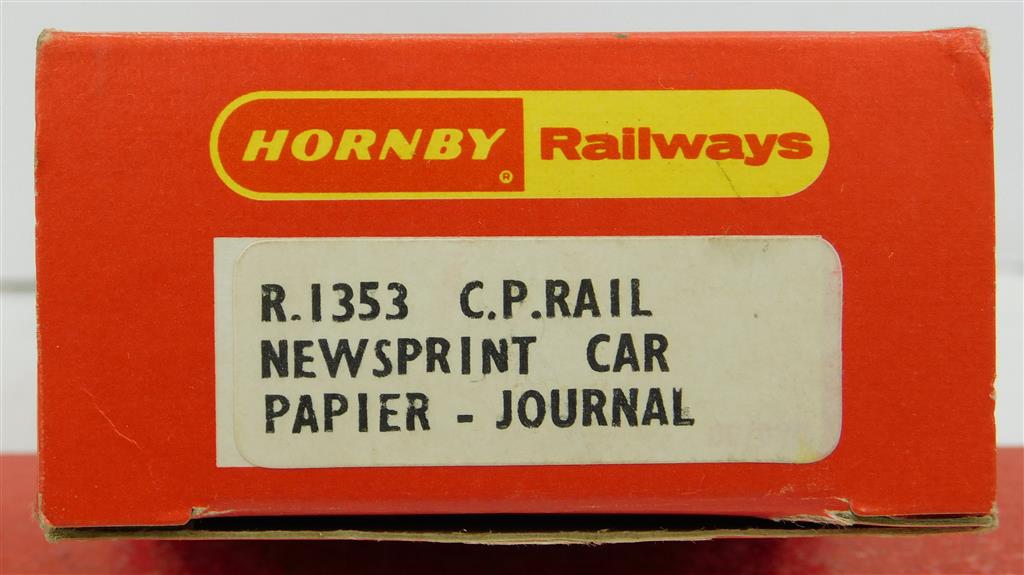 HORNBY Railways
®
R.1353 C.P.RAIL
NEWSPRINT CAR
PAPIER - JOURNAL